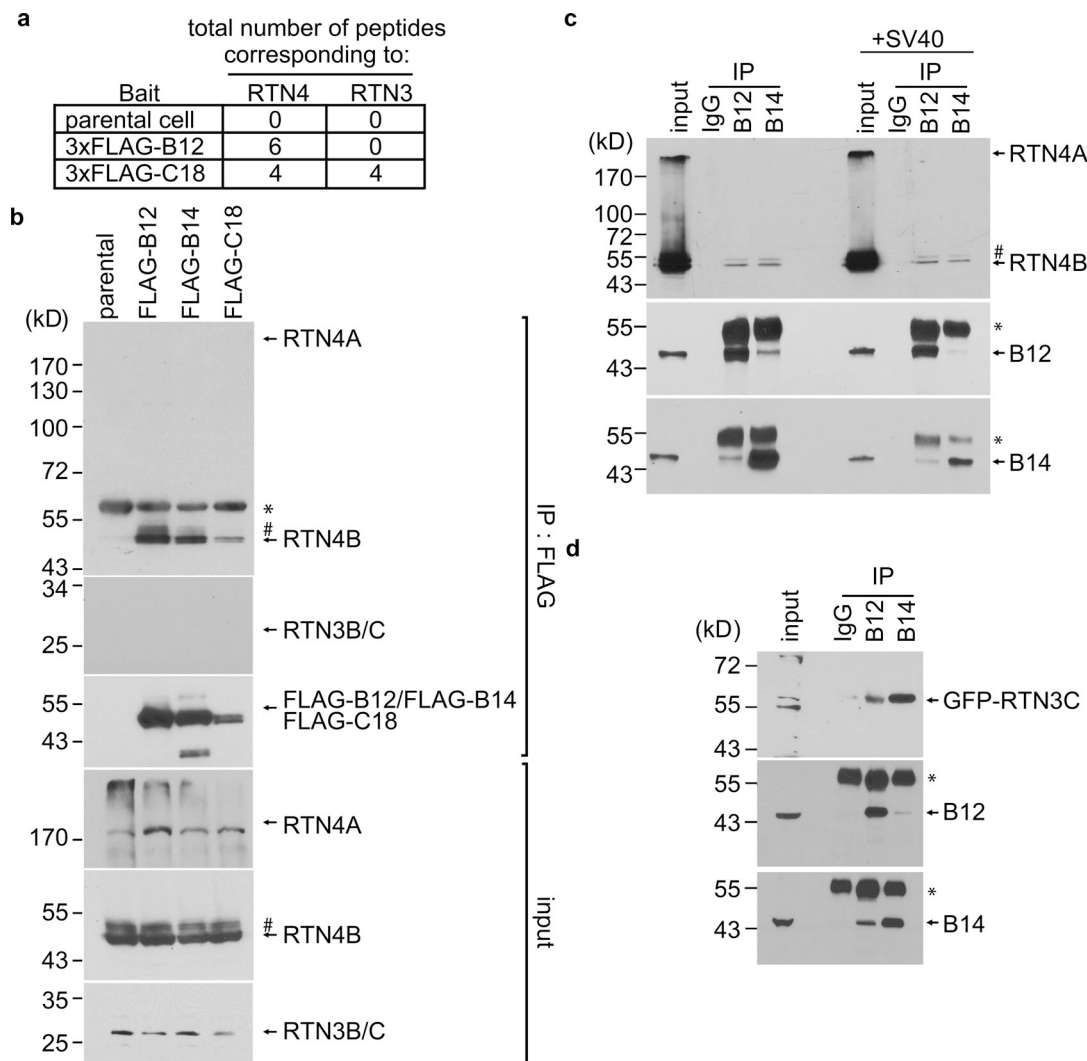 a
total number of peptides
corresponding to:
Bait RTN4 RTN3
parental cell 0 0
3xFLAG-B12 6 0
3xFLAG-C18 4 4
b
parental
FLAG-B12
FLAG-B14
FLAG-C18
(kD)
RTN4A
170
130
100
72
*
55
#
RTN4B
43
34
RTN3B/C
25
55
FLAG-B12/FLAG-B14
FLAG-C18
43
IP : FLAG
RTN4A
170
55
#
RTN4B
43
35
RTN3B/C
25
input
c
+SV40
IP
IP
input
IgG
B12
B14
input
IgG
B12
B14
(kD)
RTN4A
170
100
72
#
55
RTN4B
43
55
*
B12
43
55
*
B14
43
d
IP
input
IgG
B12
B14
(kD)
72
GFP-RTN3C
55
43
55
*
B12
43
55
*
B14
43